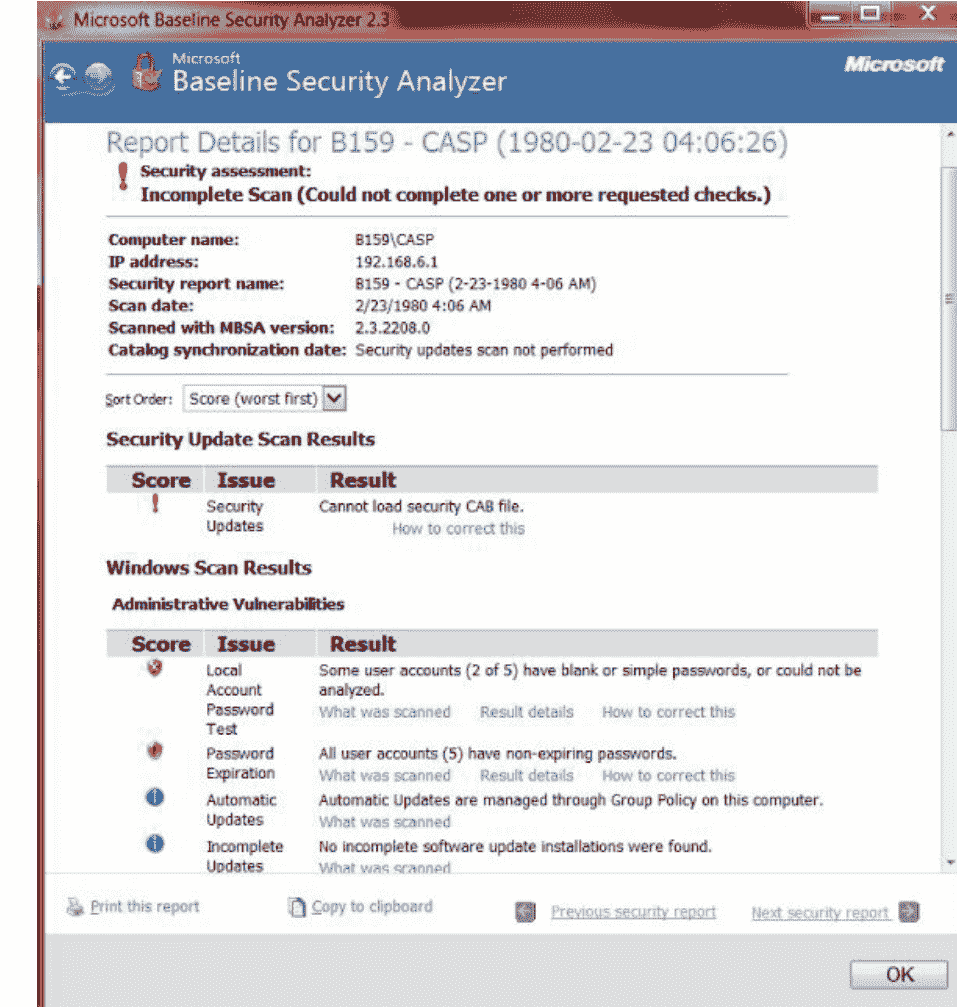 Microsoft Baseline Security Analyzer 2.3
Microsoft
Baseline Security Analyzer
Microsoft
Report Details for B159 - CASP (1980-02-23 04:06:26)
Security assessment:
Incomplete Scan (Could not complete one or more requested checks.)
Computer name: B159\CASP
IP address: 192.168.6.1
Security report name: B159 - CASP (2-23-1980 4-06 AM)
Scan date: 2/23/1980 4:06 AM
Scanned with MBSA version: 2.3.2208.0
Catalog synchronization date: Security updates scan not performed
Sort Order: Score (worst first)
Security Update Scan Results
Score Issue Result
Security Cannot load security CAB file.
Updates How to correct this
Windows Scan Results
Administrative Vulnerabilities
Score Issue Result
Local Some user accounts (2 of 5) have blank or simple passwords, or could not be
Account analyzed.
Password What was scanned Result details How to correct this
Test
Password All user accounts (5) have non-expiring passwords.
Expiration What was scanned Result details How to correct this
Automatic Automatic Updates are managed through Group Policy on this computer.
Updates What was scanned
Incomplete No incomplete software update installations were found.
Updates What was scanned
Print this report Copy to clipboard Previous security report Next security report
OK